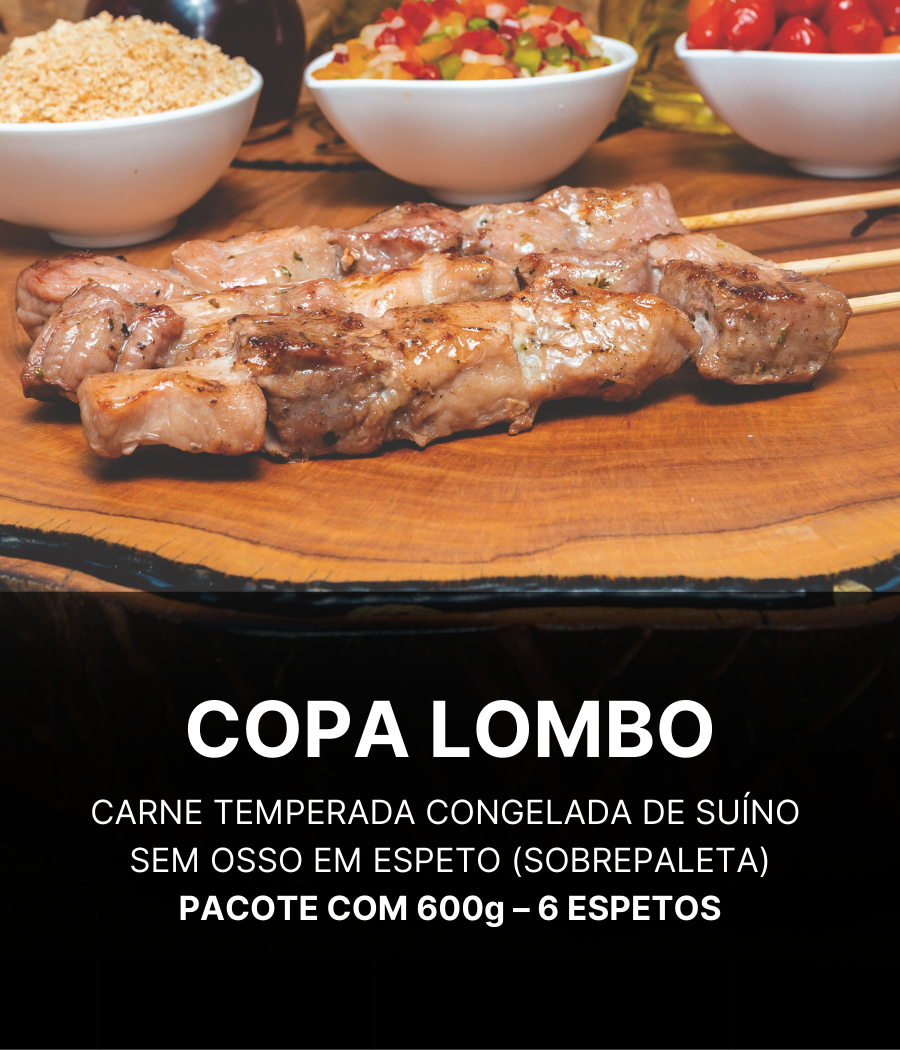 COPA LOMBO
CARNE TEMPERADA CONGELADA DE SUÍNO
SEM OSSO EM ESPETO (SOBREPALETA)
PACOTE COM 600g – 6 ESPETOS